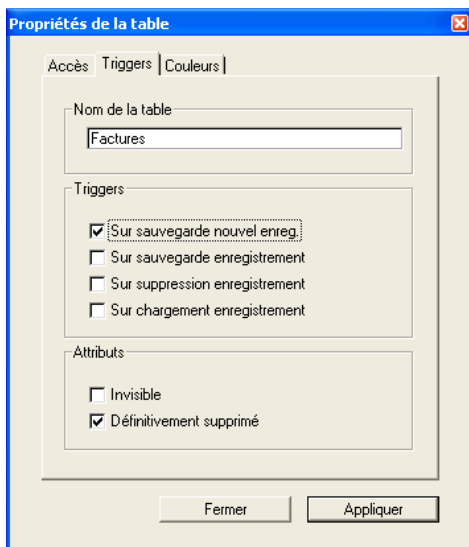 Propriétés de la table
Accès Triggers Couleurs
Nom de la table
Factures
Triggers
Sur sauvegarde nouvel enreg.
Sur sauvegarde enregistrement
Sur suppression enregistrement
Sur chargement enregistrement
Attributs
Invisible
Définitivement supprimé
Fermer Appliquer